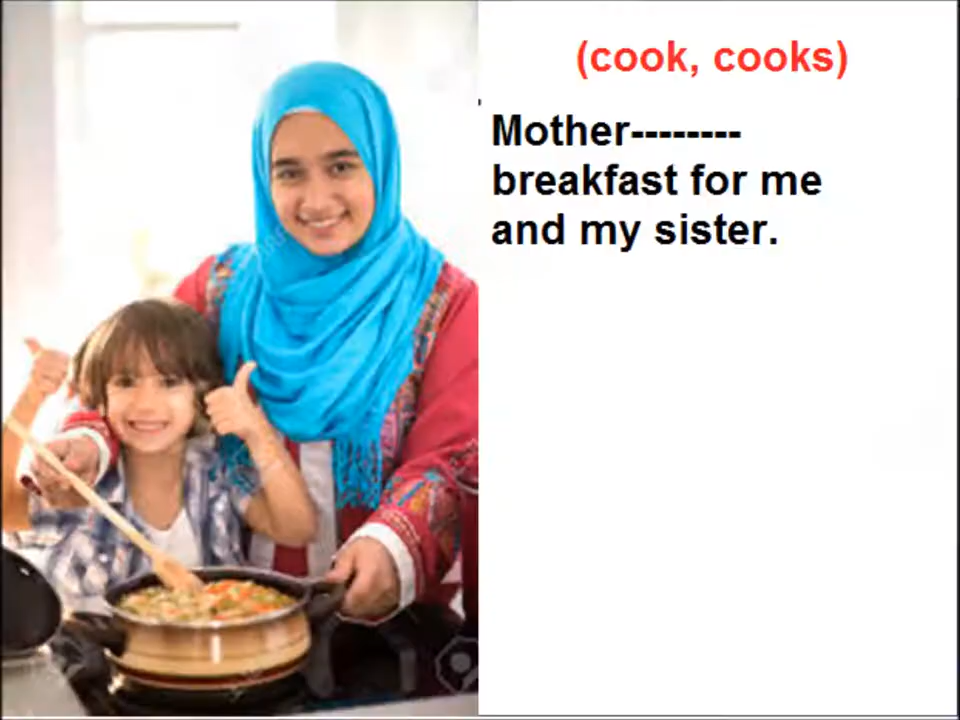 (cook, cooks)
Mother--------
breakfast for me
and my sister.